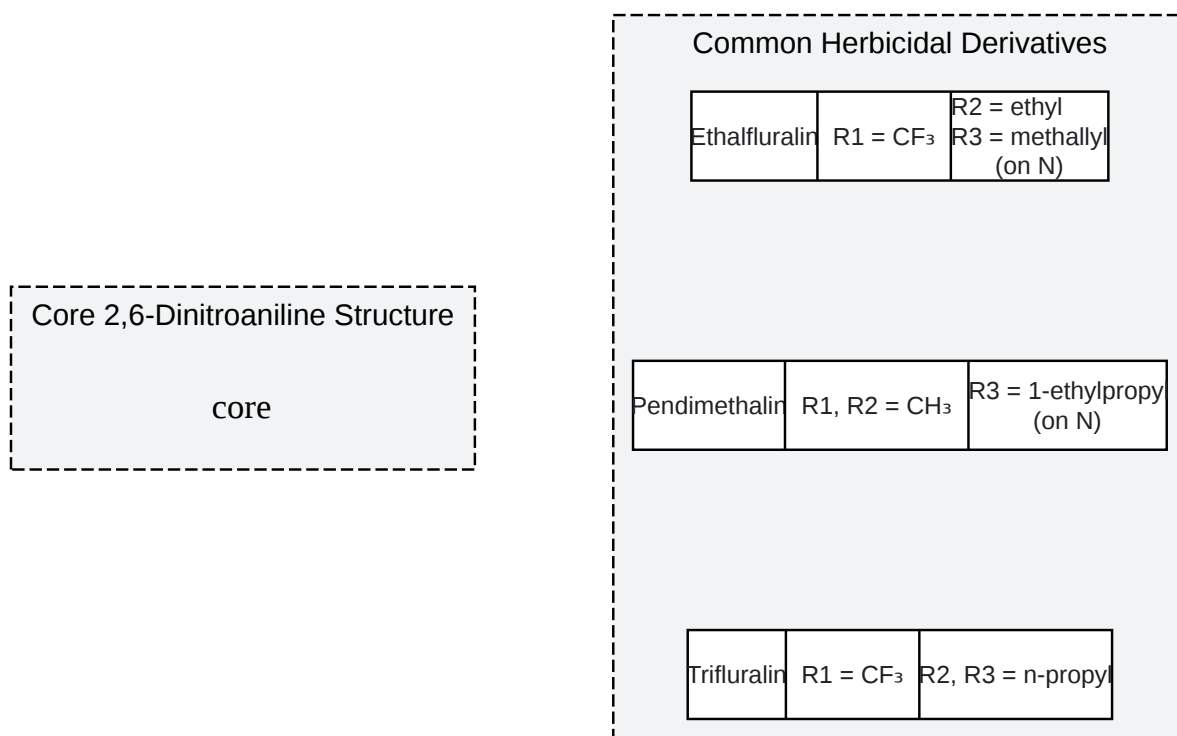 Common Herbicidal Derivatives
Ethalfluralin
R1 = CF₃
R2 = ethyl
R3 = methallyl
(on N)
Core 2,6-Dinitroaniline Structure
core
Pendimethalin
R1, R2 = CH₃
R3 = 1-ethylpropyl
(on N)
Trifluralin
R1 = CF₃
R2, R3 = n-propyl